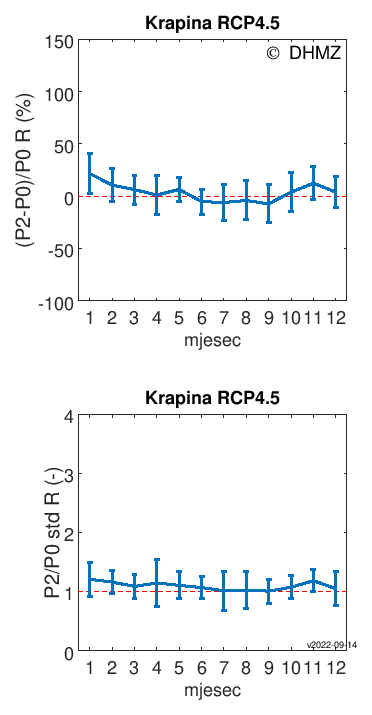 Krapina RCP4.5
© DHMZ
(P2-P0)/P0 R (%)
150
100
50
0
-50
-100
1 2 3 4 5 6 7 8 9 10 11 12
mjesec
Krapina RCP4.5
P2/P0 std R (-)
4
3
2
1
0
v2022-09-14
1 2 3 4 5 6 7 8 9 10 11 12
mjesec